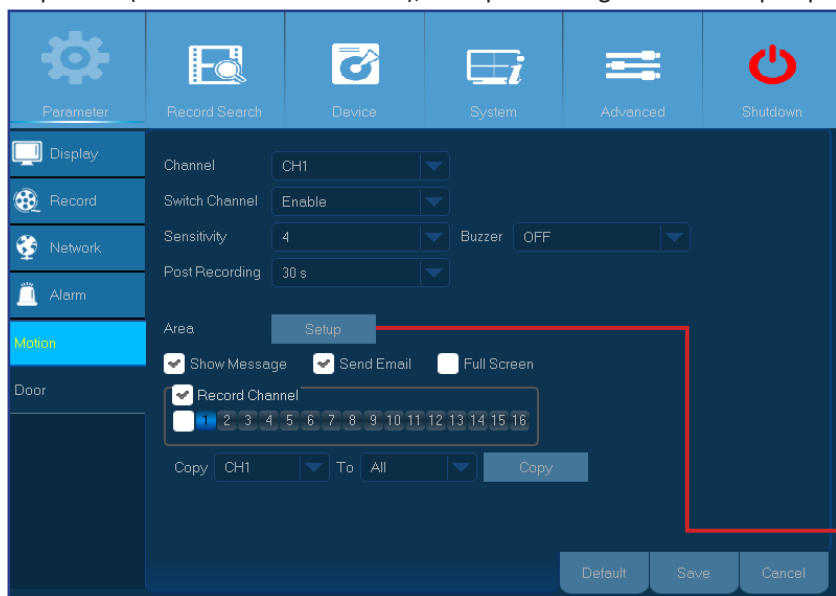 Parameter Record Search Device System Advanced Shutdown
Display
Record
Network
Alarm
Motion
Door
Channel CH1
Switch Channel Enable
Sensitivity 4 Buzzer OFF
Post Recording 30 s
Area Setup
Show Message Send Email Full Screen
Record Channel
1 2 3 4 5 6 7 8 9 10 11 12 13 14 15 16
Copy CH1 To All Copy
Default Save Cancel